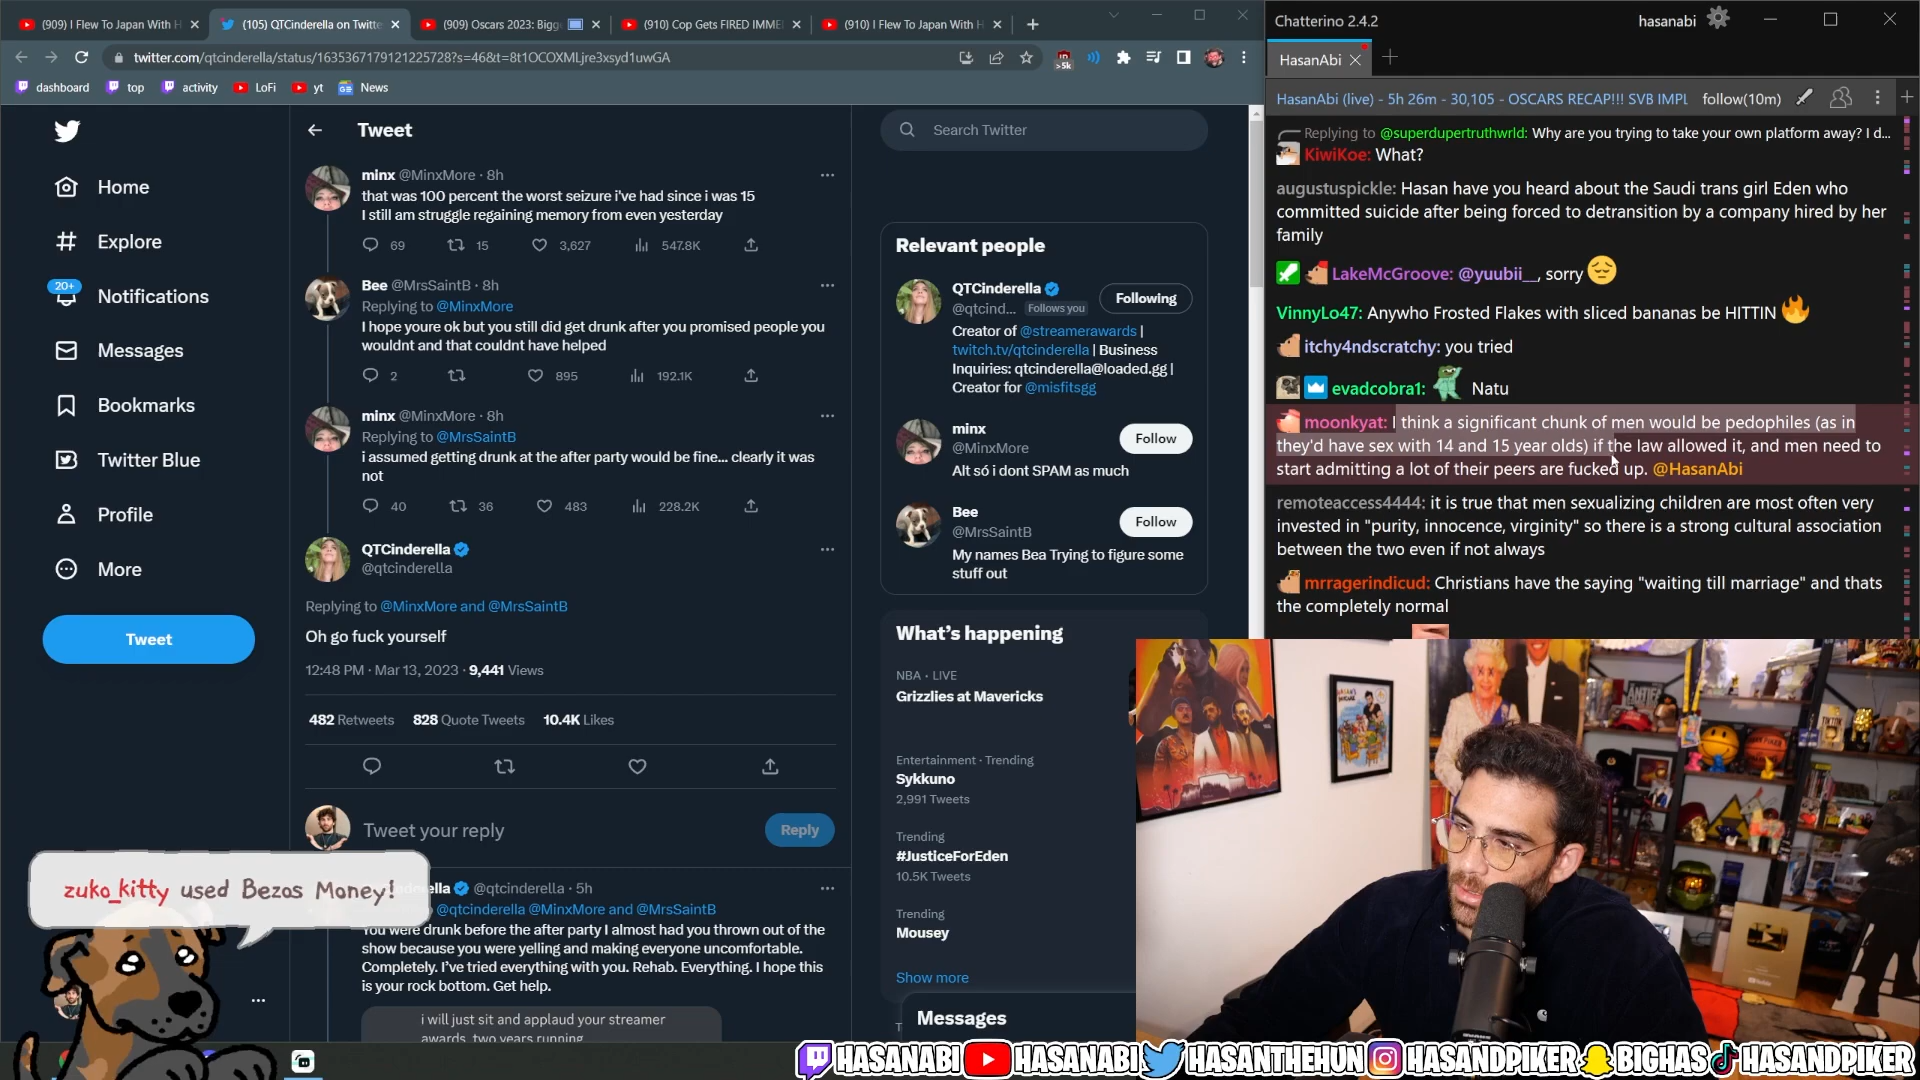 (909) I Flew To Japan With H
(105) QTCinderella on Twitte
(909) Oscars 2023: Bigg
(910) Cop Gets FIRED IMME
(910) I Flew To Japan With H
twitter.com/qtcinderella/status/1635367179121225728?s=46&t=8t1OCOXMLjre3xsyd1uwGA
>5k
dashboard
top
activity
LoFi
yt
News
Home
Explore
20+
Notifications
Messages
Bookmarks
Twitter Blue
Profile
More
Tweet
Tweet
minx @MinxMore · 8h
that was 100 percent the worst seizure i've had since i was 15
I still am struggle regaining memory from even yesterday
69 15 3,627 547.8K
Bee @MrsSaintB · 8h
Replying to @MinxMore
I hope youre ok but you still did get drunk after you promised people you
wouldnt and that couldnt have helped
2 895 192.1K
minx @MinxMore · 8h
Replying to @MrsSaintB
i assumed getting drunk at the after party would be fine... clearly it was
not
40 36 483 228.2K
QTCinderella
@qtcinderella
Replying to @MinxMore and @MrsSaintB
Oh go fuck yourself
12:48 PM · Mar 13, 2023 · 9,441 Views
482 Retweets 828 Quote Tweets 10.4K Likes
Tweet your reply
Reply
ella @qtcinderella · 5h
@qtcinderella @MinxMore and @MrsSaintB
You were drunk before the after party I almost had you thrown out of the
show because you were yelling and making everyone uncomfortable.
Completely. I've tried everything with you. Rehab. Everything. I hope this
is your rock bottom. Get help.
i will just sit and applaud your streamer
awards, two years running
zuko_kitty used Bezos Money!
Search Twitter
Relevant people
QTCinderella
@qtcind... Follows you
Following
Creator of @streamerawards |
twitch.tv/qtcinderella | Business
Inquiries: qtcinderella@loaded.gg |
Creator for @misfitsgg
minx
@MinxMore
Follow
Alt só i dont SPAM as much
Bee
@MrsSaintB
Follow
My names Bea Trying to figure some
stuff out
What's happening
NBA · LIVE
Grizzlies at Mavericks
Entertainment · Trending
Sykkuno
2,991 Tweets
Trending
#JusticeForEden
10.5K Tweets
Trending
Mousey
Show more
Messages
Chatterino 2.4.2
hasanabi
HasanAbi
HasanAbi (live) - 5h 26m - 30,105 - OSCARS RECAP!!! SVB IMPL
follow(10m)
Replying to @superdupertruthwrld: Why are you trying to take your own platform away? I d...
KiwiKoe: What?
augustuspickle: Hasan have you heard about the Saudi trans girl Eden who
committed suicide after being forced to detransition by a company hired by her
family
LakeMcGroove: @yuubii__, sorry
VinnyLo47: Anywho Frosted Flakes with sliced bananas be HITTIN
itchy4ndscratchy: you tried
evadcobra1: Natu
moonkyat: I think a significant chunk of men would be pedophiles (as in
they'd have sex with 14 and 15 year olds) if the law allowed it, and men need to
start admitting a lot of their peers are fucked up. @HasanAbi
remoteaccess4444: it is true that men sexualizing children are most often very
invested in "purity, innocence, virginity" so there is a strong cultural association
between the two even if not always
mrragerindicud: Christians have the saying "waiting till marriage" and thats
the completely normal
HASANABI HASANABI HASANTHEHUN HASANDPIKER BIGHAS HASANDPIKER